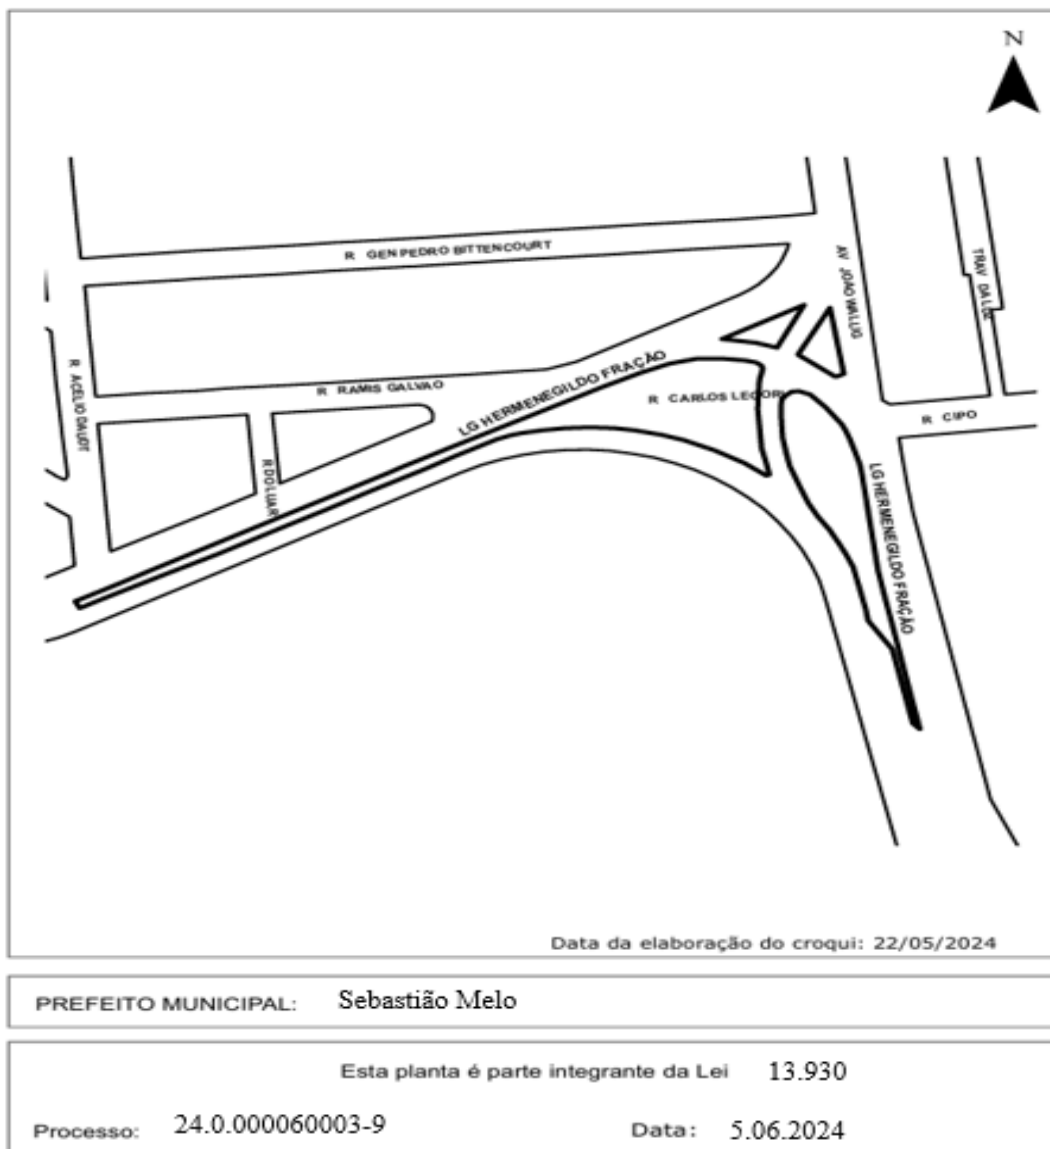 N
R GEN PEDRO BITTENCOURT
AV JOAO WALLIG
TRAV DA LUZ
R ACELIO DAUDT
R RAMIS GALVAO
LG HERMENEGILDO FRAÇÃO
R CARLOS LEGORI
R CIPO
R DO LUAR
LG HERMENEGILDO FRAÇÃO
Data da elaboração do croqui: 22/05/2024
PREFEITO MUNICIPAL: Sebastião Melo
Esta planta é parte integrante da Lei 13.930
Processo: 24.0.000060003-9 Data: 5.06.2024